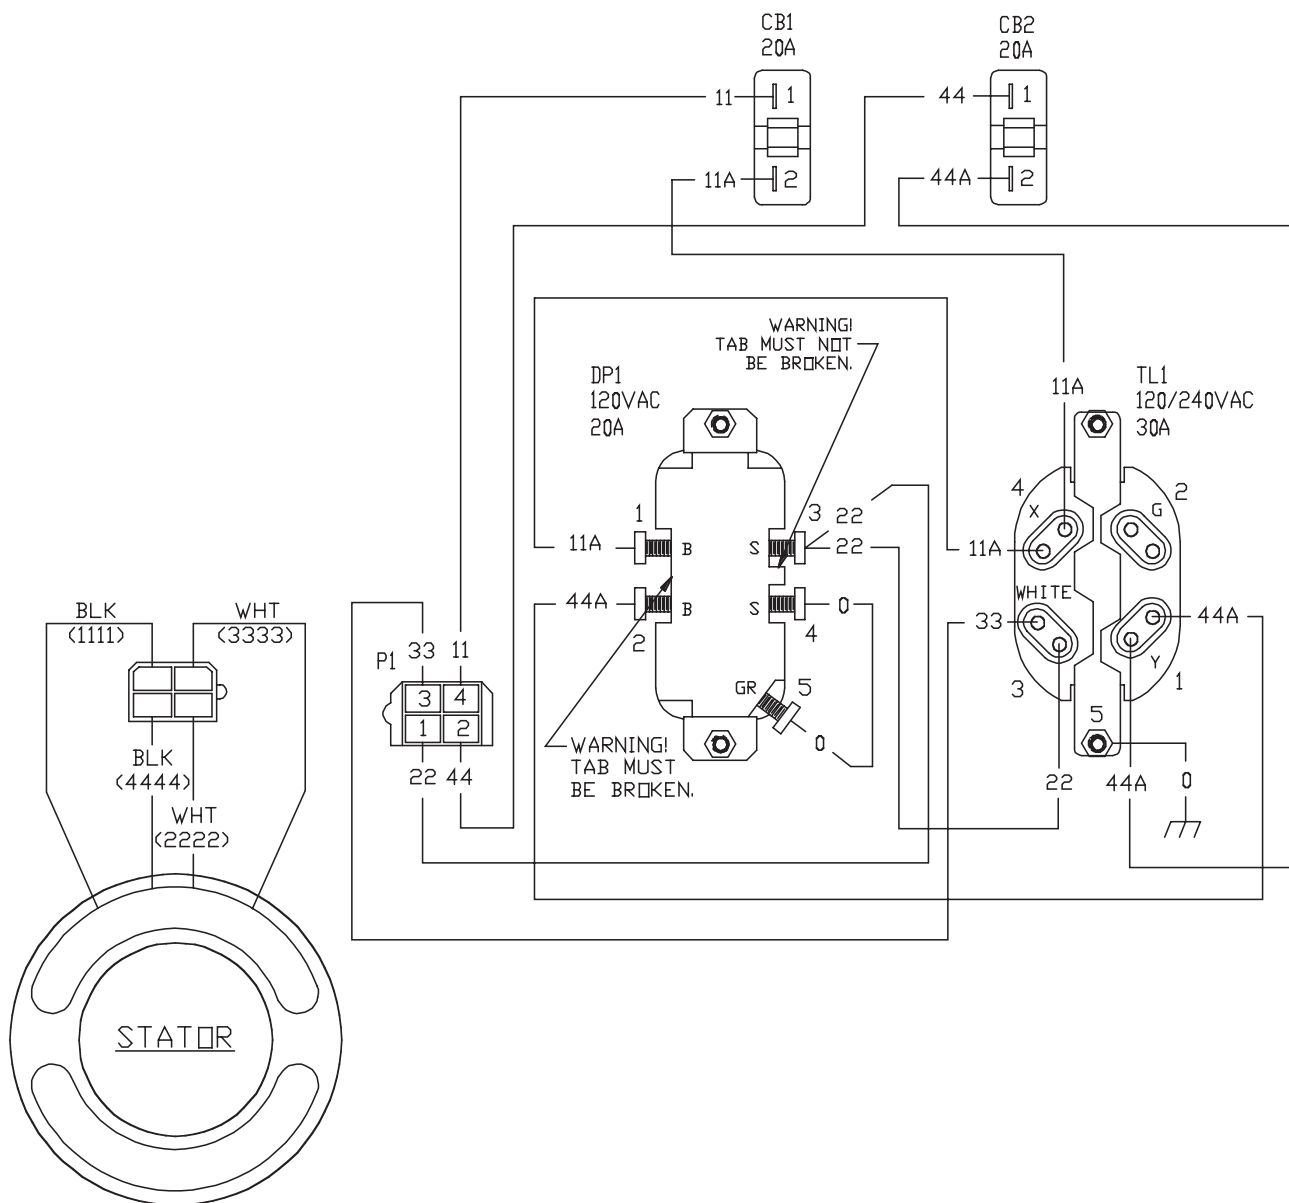 CB1
20A
CB2
20A
11
1
44
1
11A
2
44A
2
WARNING!
TAB MUST NOT
BE BROKEN.
DP1
120VAC
20A
11A
TL1
120/240VAC
30A
4
2
1
3
22
X
G
11A
B
S
22
11A
44A
B
S
0
WHITE
BLK
(1111)
WHT
(3333)
33
44A
2
4
P1
33
11
Y
3
1
3
4
GR
5
5
1
2
0
WARNING!
TAB MUST
BE BROKEN.
BLK
(4444)
22
44
22
44A
0
WHT
(2222)
STATOR